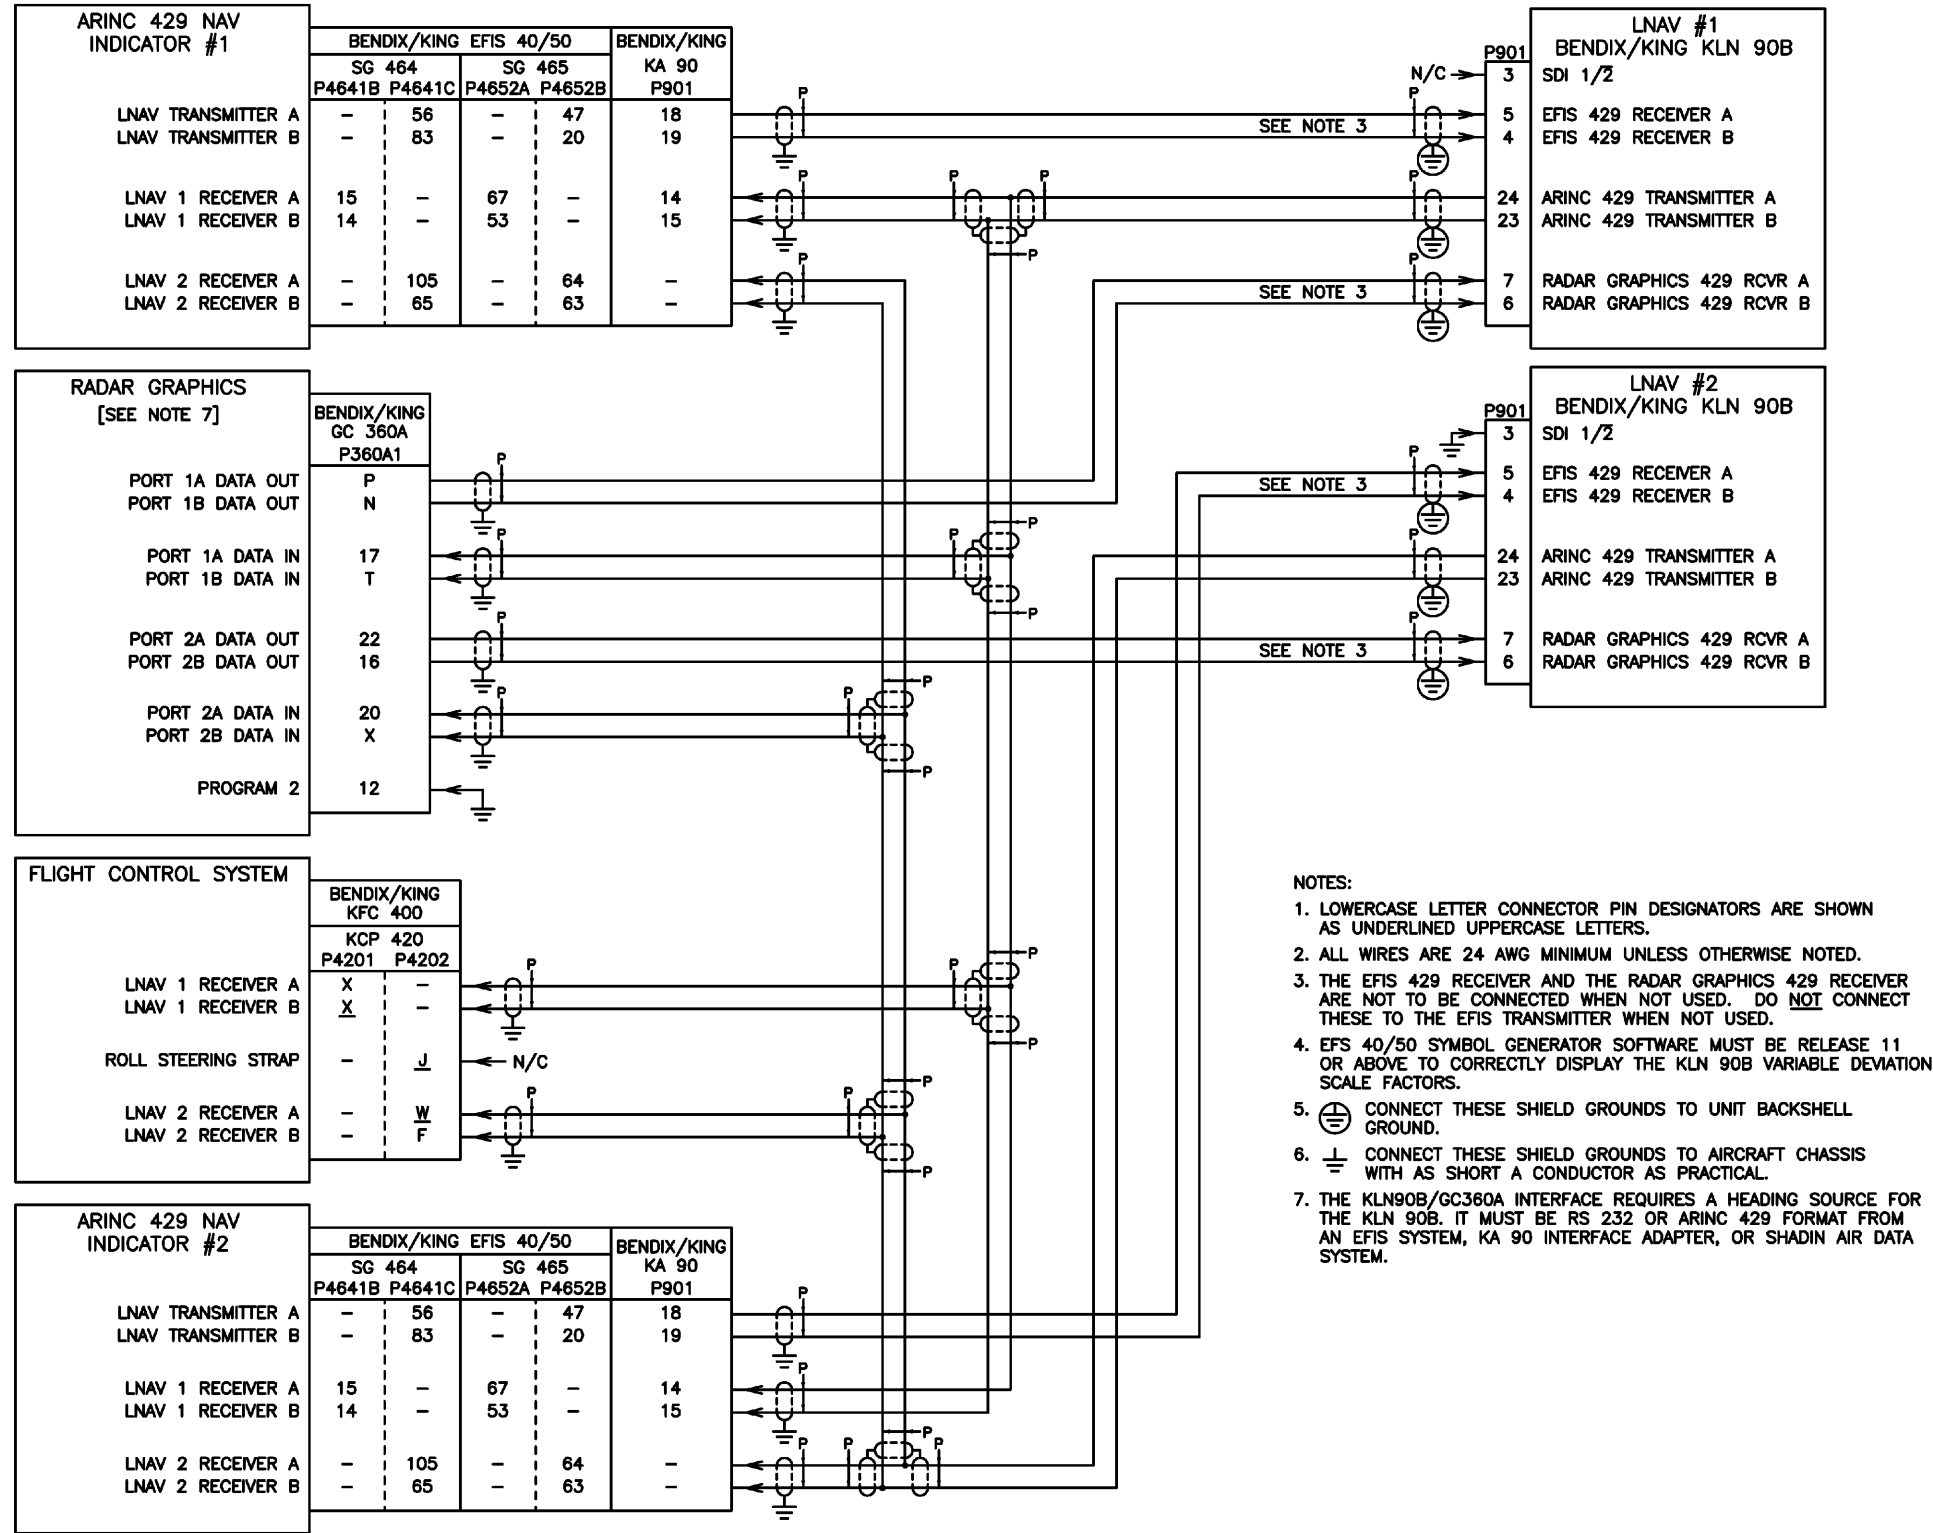 ARINC 429 NAV
INDICATOR #1
BENDIX/KING EFIS 40/50
BENDIX/KING
SG 464 SG 465 KA 90
P4641B P4641C P4652A P4652B P901
LNAV TRANSMITTER A - 56 - 47 18
LNAV TRANSMITTER B - 83 - 20 19
LNAV 1 RECEIVER A 15 - 67 - 14
LNAV 1 RECEIVER B 14 - 53 - 15
LNAV 2 RECEIVER A - 105 - 64 -
LNAV 2 RECEIVER B - 65 - 63 -
P
P
P
P
P
P
SEE NOTE 3
P
P
SEE NOTE 3
P
LNAV #1
BENDIX/KING KLN 90B
P901
N/C 3 SDI 1/2̅
5 EFIS 429 RECEIVER A
4 EFIS 429 RECEIVER B
24 ARINC 429 TRANSMITTER A
23 ARINC 429 TRANSMITTER B
7 RADAR GRAPHICS 429 RCVR A
6 RADAR GRAPHICS 429 RCVR B
RADAR GRAPHICS
[SEE NOTE 7]
BENDIX/KING
GC 360A
P360A1
PORT 1A DATA OUT P
PORT 1B DATA OUT N
PORT 1A DATA IN 17
PORT 1B DATA IN T
PORT 2A DATA OUT 22
PORT 2B DATA OUT 16
PORT 2A DATA IN 20
PORT 2B DATA IN X
PROGRAM 2 12
P
P
P
P
P
P
P
P
P
P
SEE NOTE 3
P
P
SEE NOTE 3
P
LNAV #2
BENDIX/KING KLN 90B
P901
3 SDI 1/2̅
5 EFIS 429 RECEIVER A
4 EFIS 429 RECEIVER B
24 ARINC 429 TRANSMITTER A
23 ARINC 429 TRANSMITTER B
7 RADAR GRAPHICS 429 RCVR A
6 RADAR GRAPHICS 429 RCVR B
FLIGHT CONTROL SYSTEM
BENDIX/KING
KFC 400
KCP 420
P4201 P4202
LNAV 1 RECEIVER A X -
LNAV 1 RECEIVER B X -
ROLL STEERING STRAP - J N/C
LNAV 2 RECEIVER A - W
LNAV 2 RECEIVER B - F
P
P
P
P
P
P
P
P
ARINC 429 NAV
INDICATOR #2
BENDIX/KING EFIS 40/50
BENDIX/KING
SG 464 SG 465 KA 90
P4641B P4641C P4652A P4652B P901
LNAV TRANSMITTER A - 56 - 47 18
LNAV TRANSMITTER B - 83 - 20 19
LNAV 1 RECEIVER A 15 - 67 - 14
LNAV 1 RECEIVER B 14 - 53 - 15
LNAV 2 RECEIVER A - 105 - 64 -
LNAV 2 RECEIVER B - 65 - 63 -
P
P
P
P
P
P
NOTES:
1. LOWERCASE LETTER CONNECTOR PIN DESIGNATORS ARE SHOWN
AS UNDERLINED UPPERCASE LETTERS.
2. ALL WIRES ARE 24 AWG MINIMUM UNLESS OTHERWISE NOTED.
3. THE EFIS 429 RECEIVER AND THE RADAR GRAPHICS 429 RECEIVER
ARE NOT TO BE CONNECTED WHEN NOT USED. DO NOT CONNECT
THESE TO THE EFIS TRANSMITTER WHEN NOT USED.
4. EFS 40/50 SYMBOL GENERATOR SOFTWARE MUST BE RELEASE 11
OR ABOVE TO CORRECTLY DISPLAY THE KLN 90B VARIABLE DEVIATION
SCALE FACTORS.
5. CONNECT THESE SHIELD GROUNDS TO UNIT BACKSHELL
GROUND.
6. CONNECT THESE SHIELD GROUNDS TO AIRCRAFT CHASSIS
WITH AS SHORT A CONDUCTOR AS PRACTICAL.
7. THE KLN90B/GC360A INTERFACE REQUIRES A HEADING SOURCE FOR
THE KLN 90B. IT MUST BE RS 232 OR ARINC 429 FORMAT FROM
AN EFIS SYSTEM, KA 90 INTERFACE ADAPTER, OR SHADIN AIR DATA
SYSTEM.